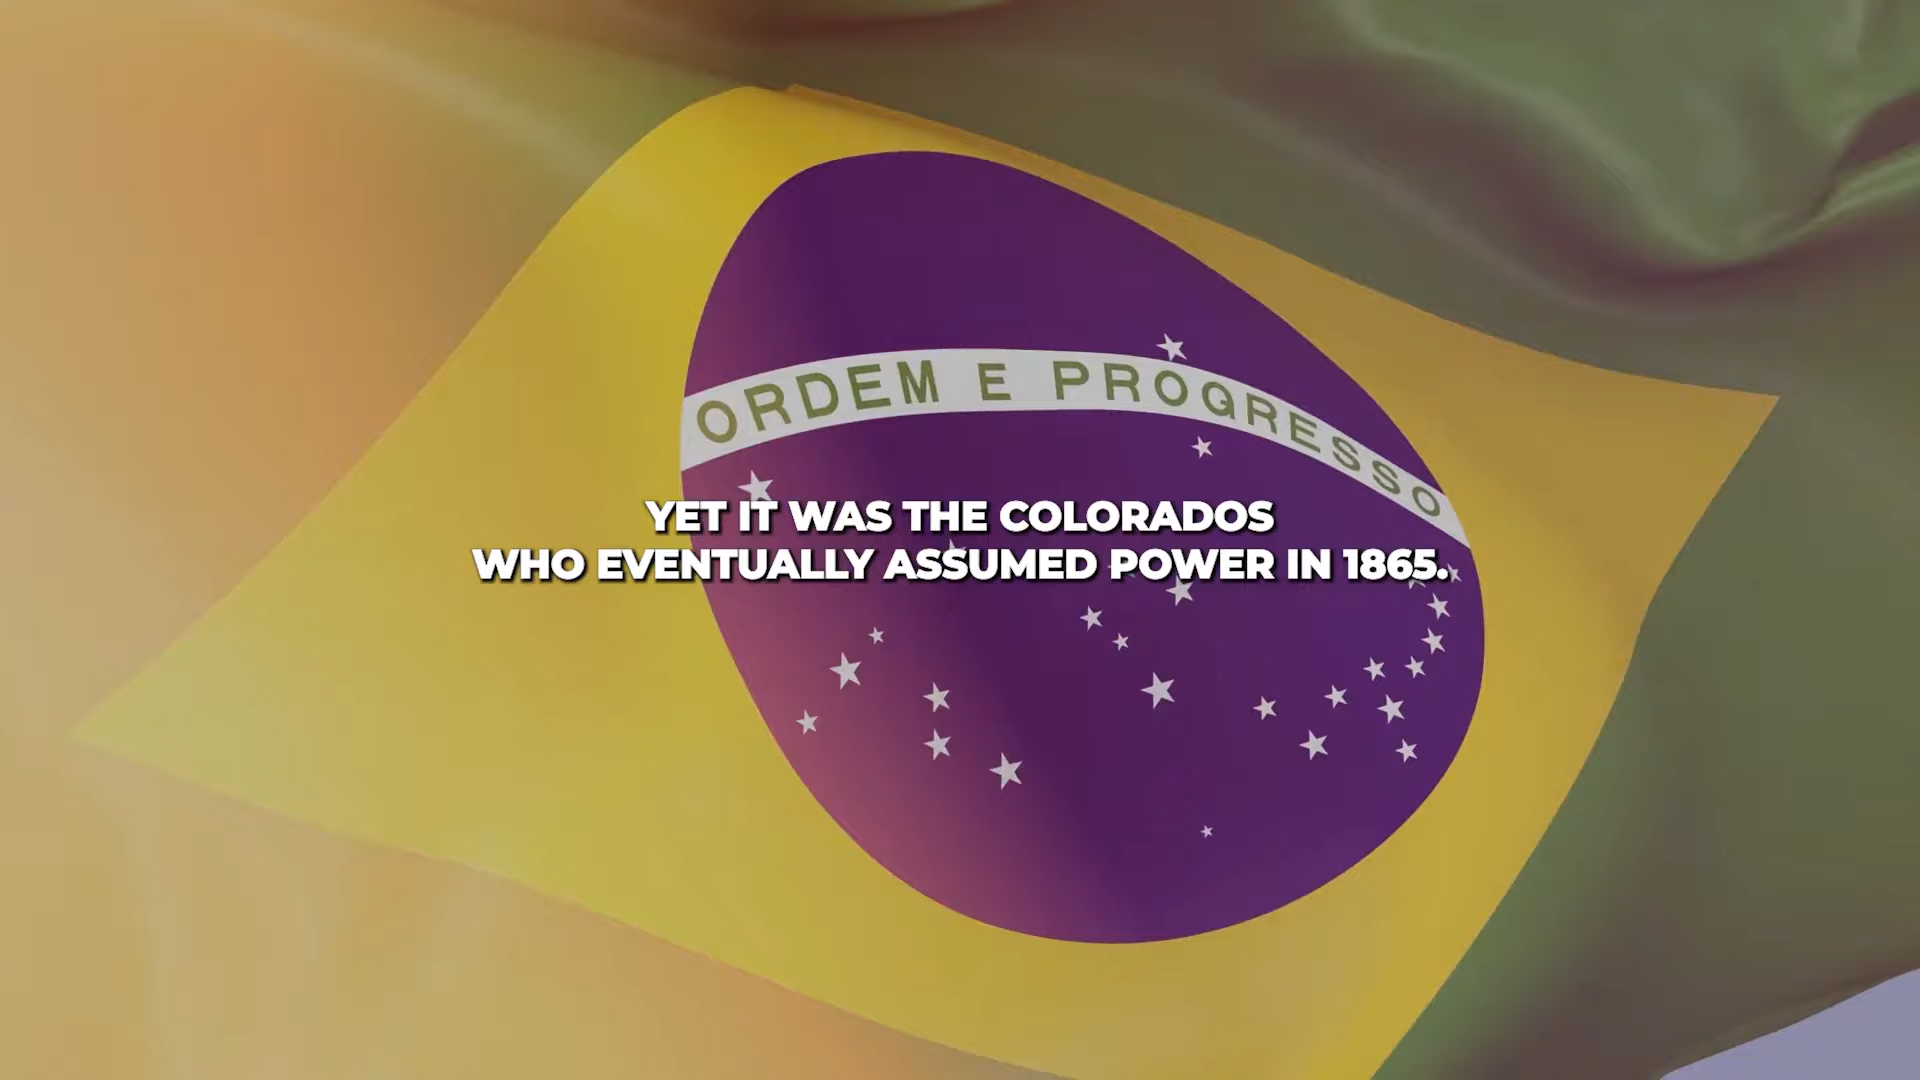 ORDEM E PROGRESSO
YET IT WAS THE COLORADOS
WHO EVENTUALLY ASSUMED POWER IN 1865.